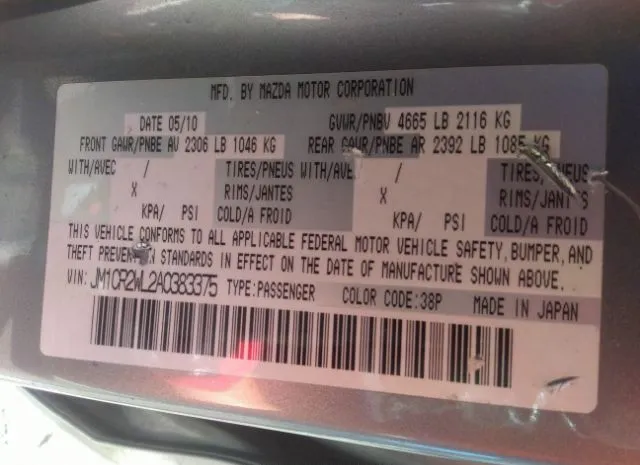 MFD. BY MAZDA MOTOR CORPORATION
DATE 05/10 GVWR/PNBV 4665 LB 2116 KG
FRONT GAWR/PNBE AV 2306 LB 1046 KG REAR GAWR/PNBE AR 2392 LB 1085 KG
WITH/AVEC / TIRES/PNEUS WITH/AVEC / TIRES/PNEUS
X RIMS/JANTES X RIMS/JANTES
KPA/ PSI COLD/A FROID KPA/ PSI COLD/A FROID
THIS VEHICLE CONFORMS TO ALL APPLICABLE FEDERAL MOTOR VEHICLE SAFETY, BUMPER, AND
THEFT PREVENTION STANDARDS IN EFFECT ON THE DATE OF MANUFACTURE SHOWN ABOVE.
VIN: JM1CR2WL2A0383375 TYPE:PASSENGER COLOR CODE:38P MADE IN JAPAN